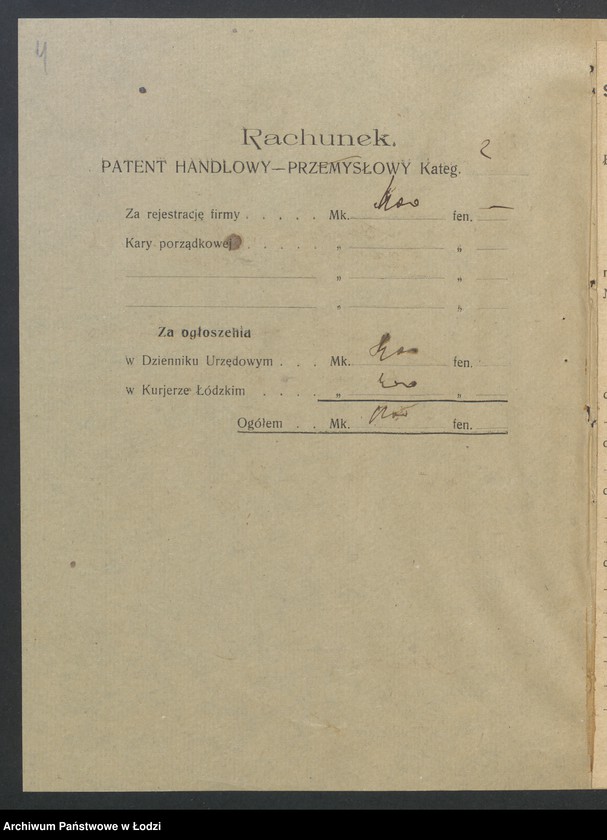 4
Rachunek.
PATENT HANDLOWY—PRZEMYSŁOWY Kateg. 2
Za rejestrację firmy . . . . . Mk. fen. —
Kary porządkowej . . . . . „ „
„ „
„ „
Za ogłoszenia
w Dzienniku Urzędowym . . . Mk. fen.
w Kurjerze Łódzkim . . . . „ „
Ogółem . . Mk. fen.
Archiwum Państwowe w Łodzi